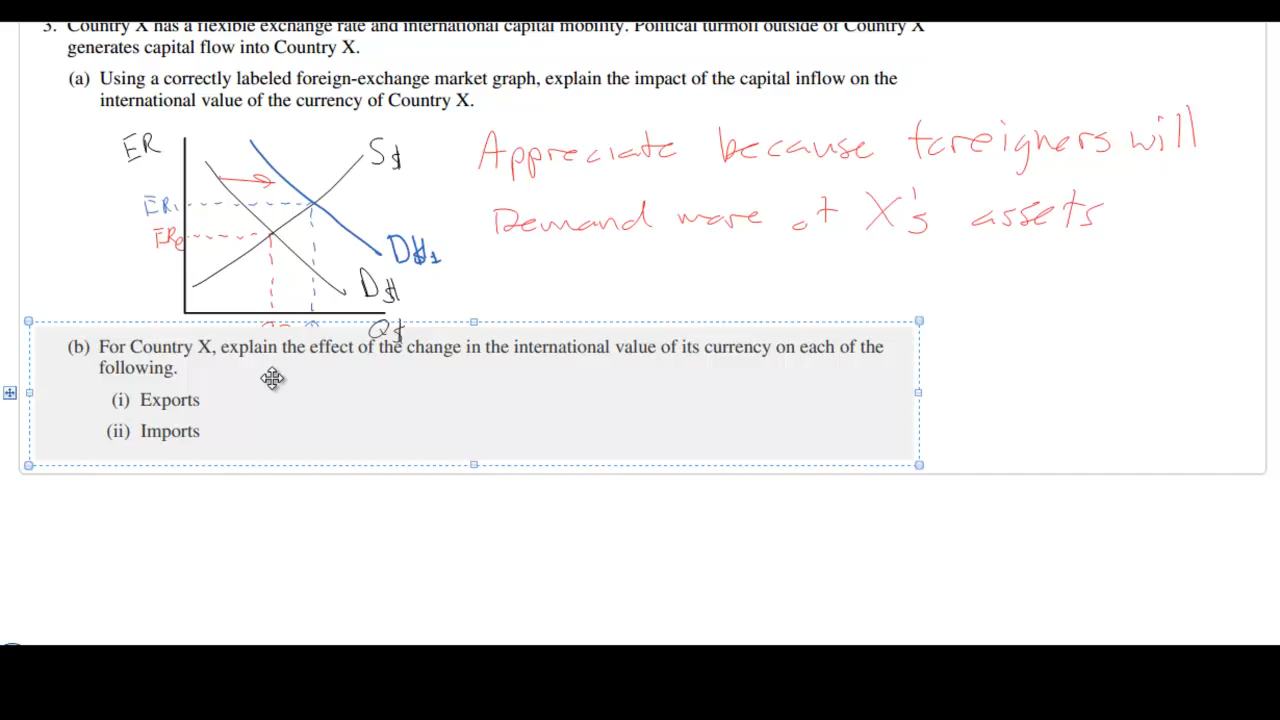 3. Country X has a flexible exchange rate and international capital mobility. Political turmoil outside of Country X
generates capital flow into Country X.
(a) Using a correctly labeled foreign-exchange market graph, explain the impact of the capital inflow on the
international value of the currency of Country X.
ER
S$
Appreciate because foreigners will
ER1
Demand more of X's assets
ERe
D$1
D$
Q$
(b) For Country X, explain the effect of the change in the international value of its currency on each of the
following.
(i) Exports
(ii) Imports